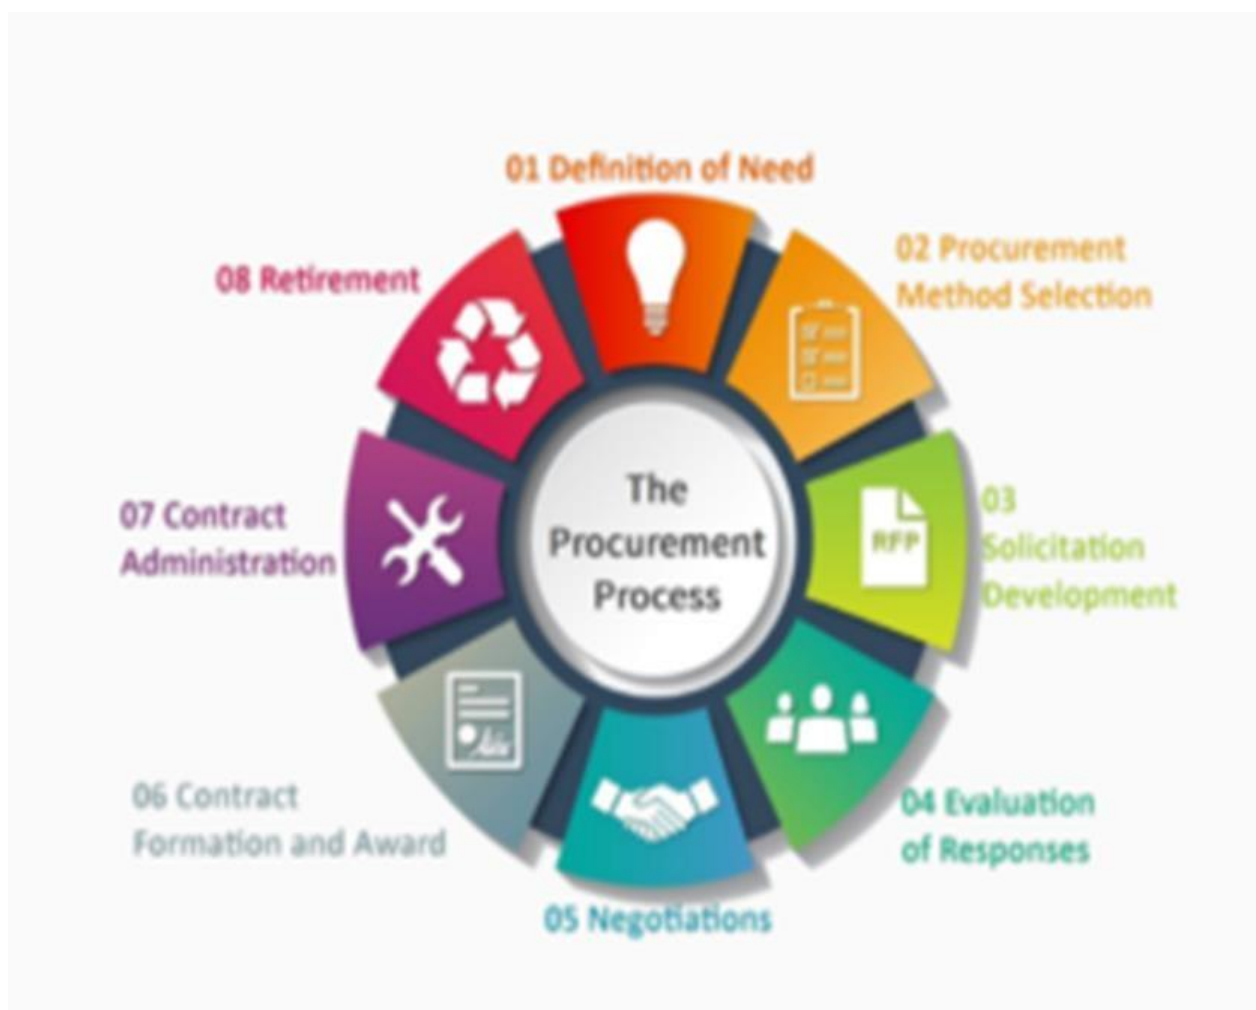 01 Definition of Need
02 Procurement
Method Selection
03
Solicitation
Development
04 Evaluation
of Responses
05 Negotiations
06 Contract
Formation and Award
07 Contract
Administration
08 Retirement
The
Procurement
Process
RFP